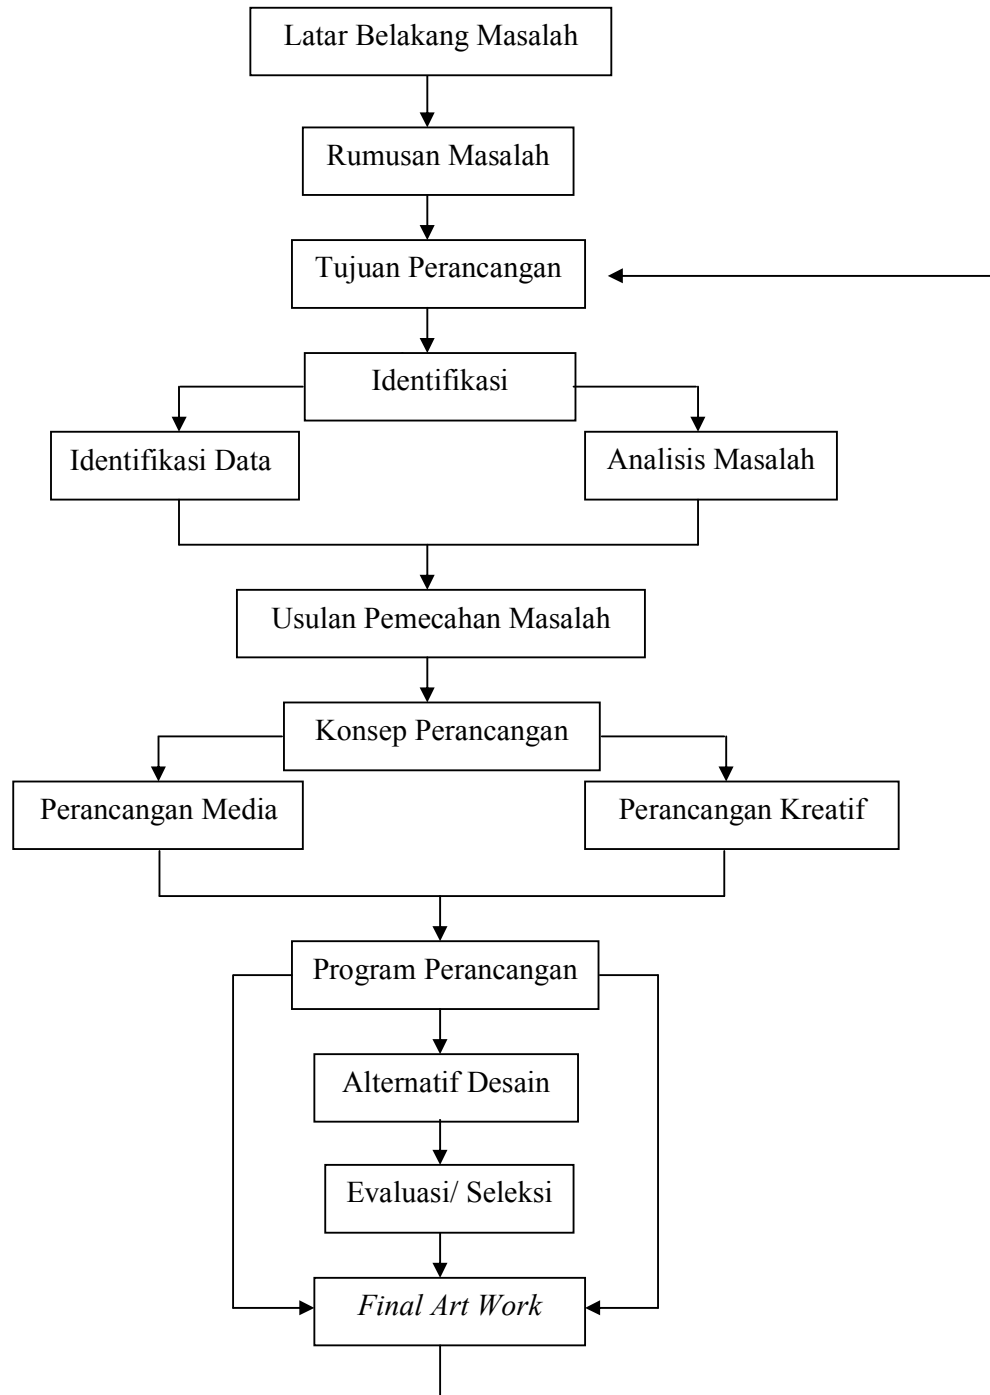 Latar Belakang Masalah
Rumusan Masalah
Tujuan Perancangan
Identifikasi
Identifikasi Data
Analisis Masalah
Usulan Pemecahan Masalah
Konsep Perancangan
Perancangan Media
Perancangan Kreatif
Program Perancangan
Alternatif Desain
Evaluasi/ Seleksi
Final Art Work